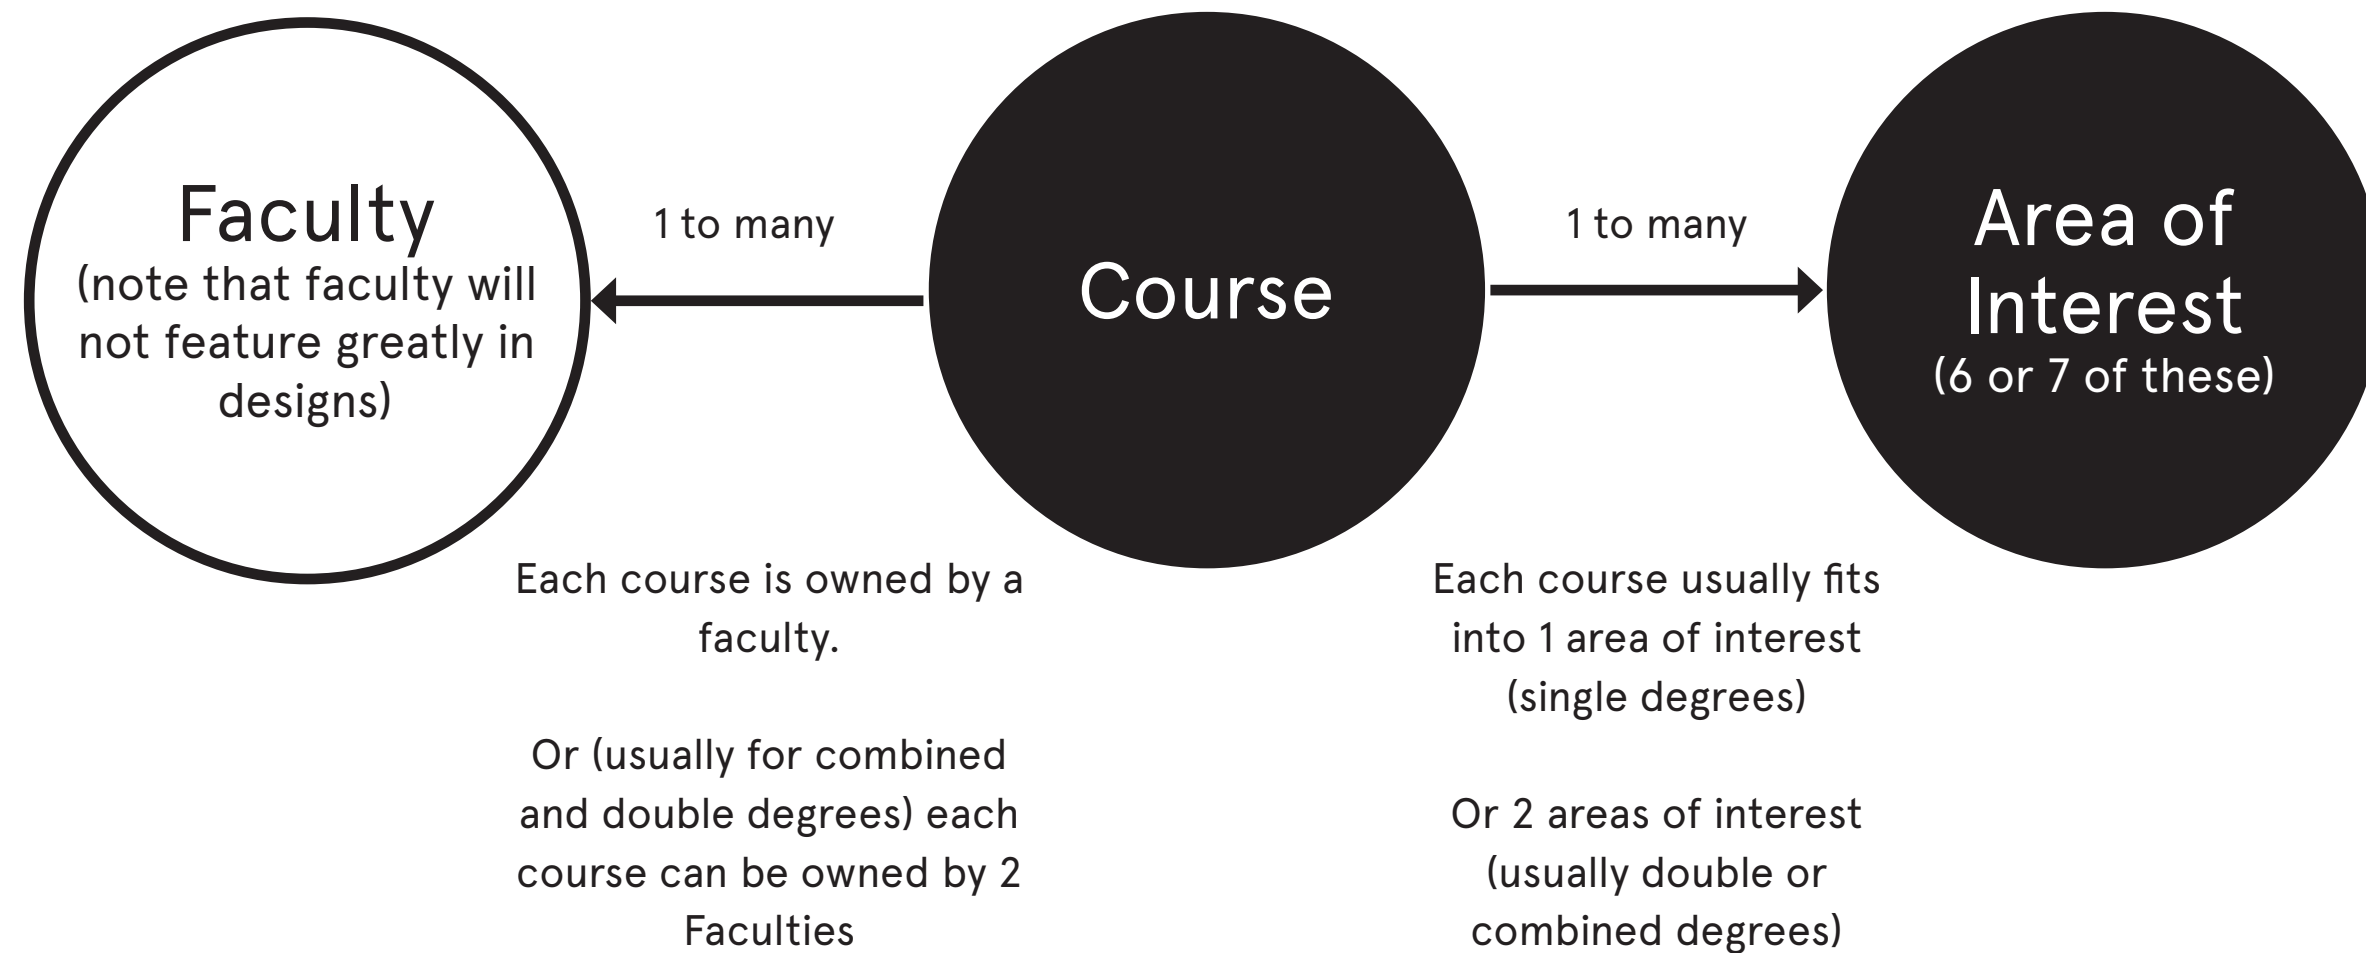 Faculty
(note that faculty will
not feature greatly in
designs)
1 to many
Course
1 to many
Area of
Interest
(6 or 7 of these)
Each course is owned by a
faculty.
Or (usually for combined
and double degrees) each
course can be owned by 2
Faculties
Each course usually fits
into 1 area of interest
(single degrees)
Or 2 areas of interest
(usually double or
combined degrees)